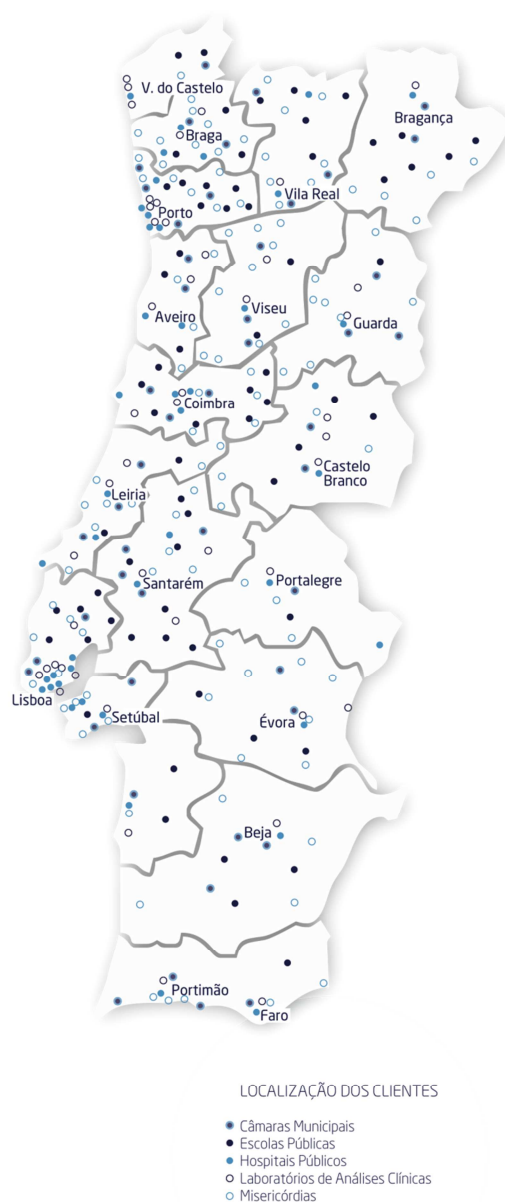 V. do Castelo
Bragança
Braga
Vila Real
Porto
Aveiro
Viseu
Guarda
Coimbra
Castelo
Branco
Leiria
Santarém
Portalegre
Lisboa
Setúbal
Évora
Beja
Portimão
Faro
LOCALIZAÇÃO DOS CLIENTES
Câmaras Municipais
Escolas Públicas
Hospitais Públicos
Laboratórios de Análises Clínicas
Misericórdias